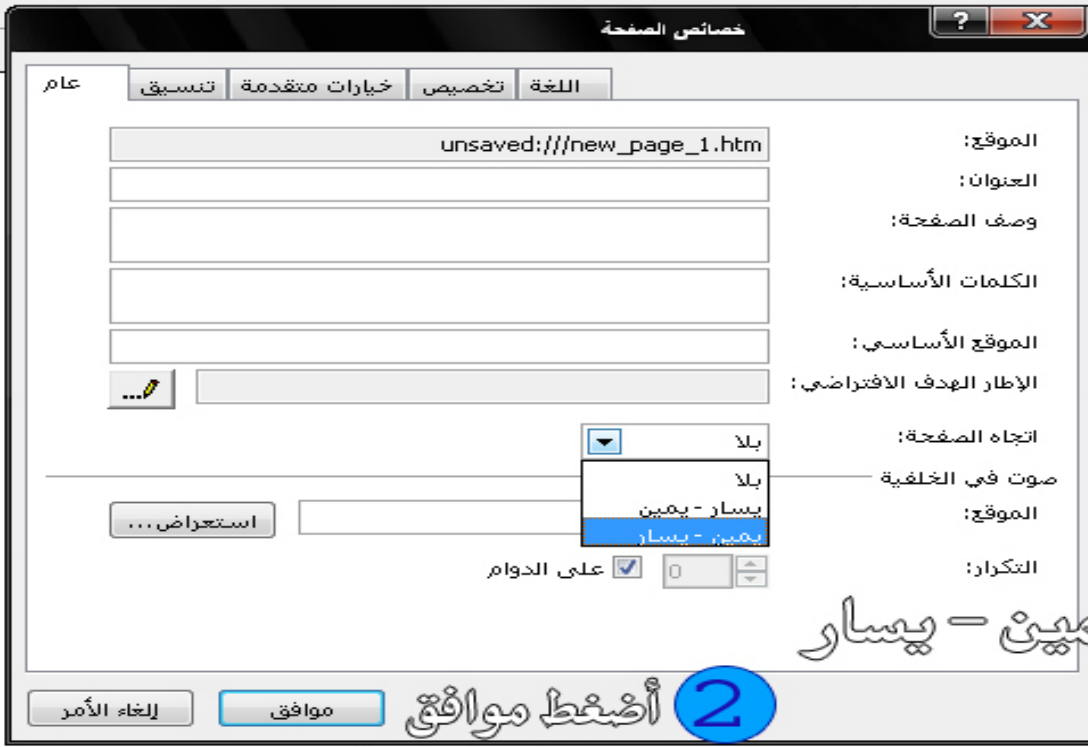 خصائص الصفحة
عام
تنسيق
خيارات متقدمة
تخصيص
اللغة
الموقع:
unsaved:///new_page_1.htm
العنوان:
وصف الصفحة:
الكلمات الأساسية:
الموقع الأساسي:
الإطار الهدف الافتراضي:
...
اتجاه الصفحة:
بلا
بلا
يسار - يمين
يمين - يسار
صوت في الخلفية
الموقع:
استعراض...
التكرار:
0
على الدوام
– يسار
2 أضغط موافق
موافق
إلغاء الأمر